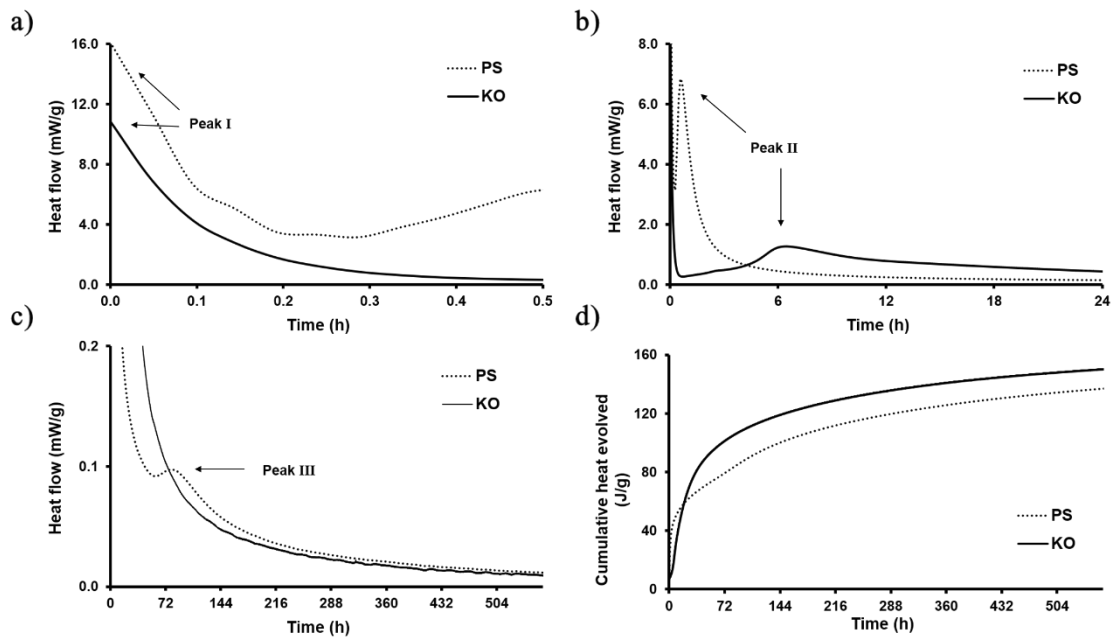 a)
16.0
12.0
8.0
4.0
0.0
Heat flow (mW/g)
PS
KO
Peak I
0.0 0.1 0.2 0.3 0.4 0.5
Time (h)
b)
8.0
6.0
4.0
2.0
0.0
Heat flow (mW/g)
PS
KO
Peak II
0 6 12 18 24
Time (h)
c)
0.2
0.1
0.0
Heat flow (mW/g)
PS
KO
Peak III
0 72 144 216 288 360 432 504
Time (h)
d)
160
120
80
40
0
Cumulative heat evolved
(J/g)
PS
KO
0 72 144 216 288 360 432 504
Time (h)